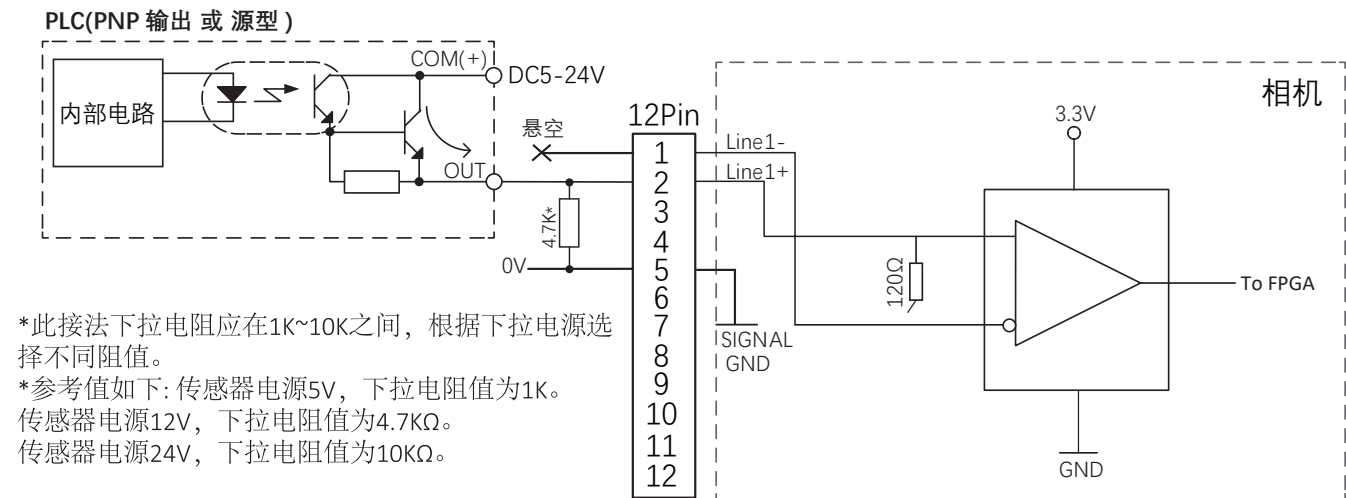 PLC(PNP 输出 或 源型 )
内部电路
COM(+)
DC5-24V
OUT
悬空
4.7K*
0V
12Pin
1
2
3
4
5
6
7
8
9
10
11
12
Line1-
Line1+
SIGNAL
GND
相机
3.3V
120Ω
To FPGA
GND
*此接法下拉电阻应在1K~10K之间，根据下拉电源选
择不同阻值。
*参考值如下: 传感器电源5V，下拉电阻值为1K。
传感器电源12V，下拉电阻值为4.7KΩ。
传感器电源24V，下拉电阻值为10KΩ。